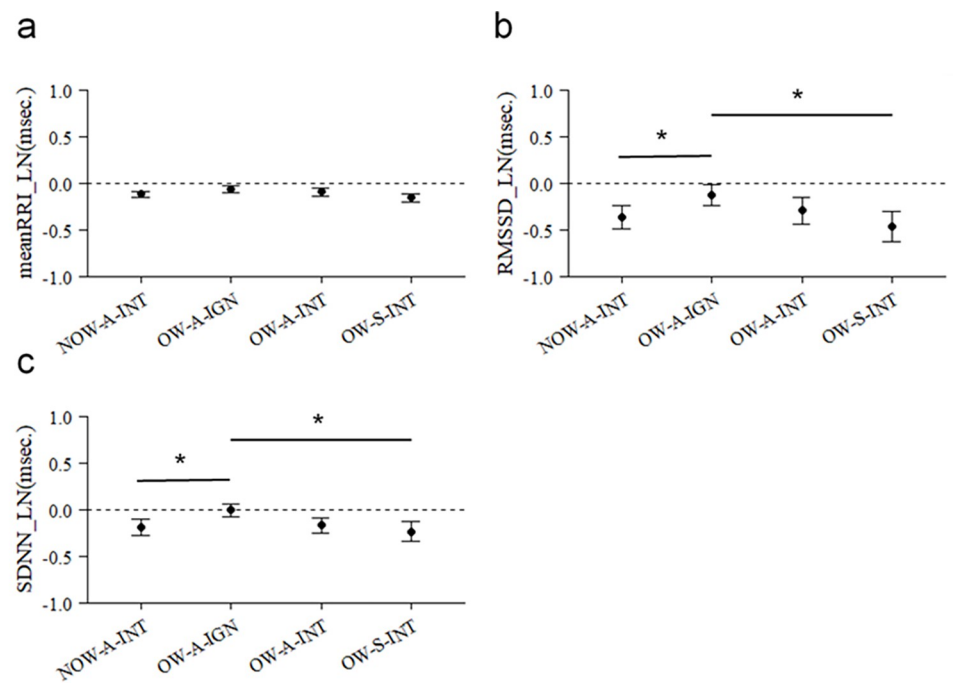 a
meanRRI_LN(msec.)
1.0
0.5
0.0
-0.5
-1.0
NOW-A-INT
OW-A-IGN
OW-A-INT
OW-S-INT
b
RMSSD_LN(msec.)
1.0
0.5
0.0
-0.5
-1.0
*
*
NOW-A-INT
OW-A-IGN
OW-A-INT
OW-S-INT
c
SDNN_LN(msec.)
1.0
0.5
0.0
-0.5
-1.0
*
*
NOW-A-INT
OW-A-IGN
OW-A-INT
OW-S-INT